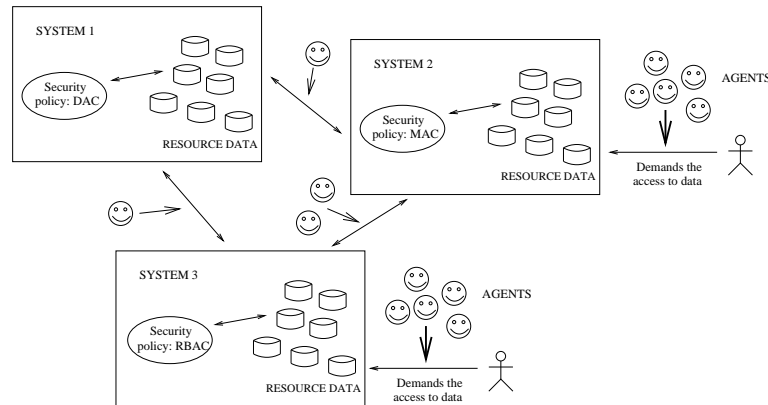 SYSTEM 1
Security
policy: DAC
RESOURCE DATA
SYSTEM 2
Security
policy: MAC
RESOURCE DATA
AGENTS
Demands the
access to data
SYSTEM 3
Security
policy: RBAC
RESOURCE DATA
AGENTS
Demands the
access to data